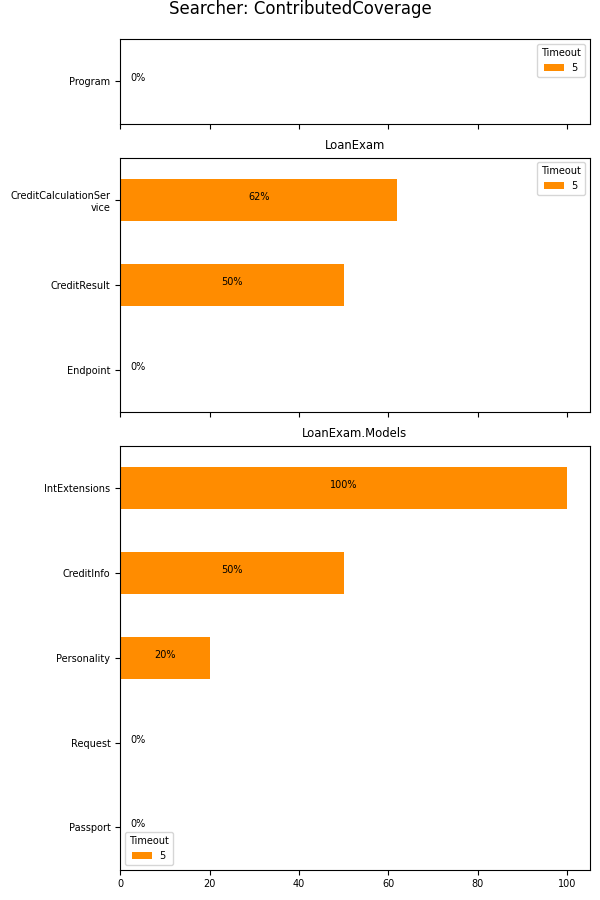 Searcher: ContributedCoverage
Timeout
5
Program
0%
LoanExam
Timeout
5
CreditCalculationSer
vice
62%
CreditResult
50%
Endpoint
0%
LoanExam.Models
IntExtensions
100%
CreditInfo
50%
Personality
20%
Request
0%
Passport
0%
Timeout
5
0 20 40 60 80 100